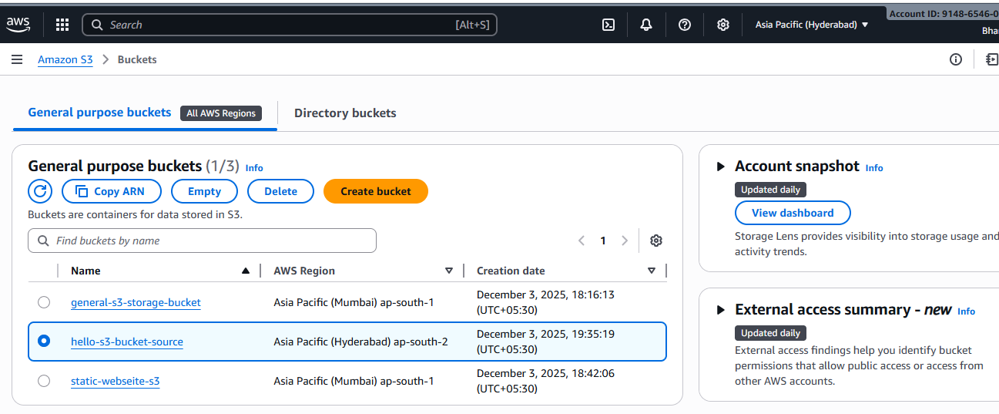 aws
Search [Alt+S]
Asia Pacific (Hyderabad)
Account ID: 9148-6546-0
Bhar
Amazon S3 > Buckets
General purpose buckets All AWS Regions
Directory buckets
General purpose buckets (1/3) Info
Copy ARN
Empty
Delete
Create bucket
Buckets are containers for data stored in S3.
Find buckets by name
1
Name AWS Region Creation date
general-s3-storage-bucket Asia Pacific (Mumbai) ap-south-1 December 3, 2025, 18:16:13
(UTC+05:30)
hello-s3-bucket-source Asia Pacific (Hyderabad) ap-south-2 December 3, 2025, 19:35:19
(UTC+05:30)
static-webseite-s3 Asia Pacific (Mumbai) ap-south-1 December 3, 2025, 18:42:06
(UTC+05:30)
Account snapshot Info
Updated daily
View dashboard
Storage Lens provides visibility into storage usage and
activity trends.
External access summary - new Info
Updated daily
External access findings help you identify bucket
permissions that allow public access or access from
other AWS accounts.